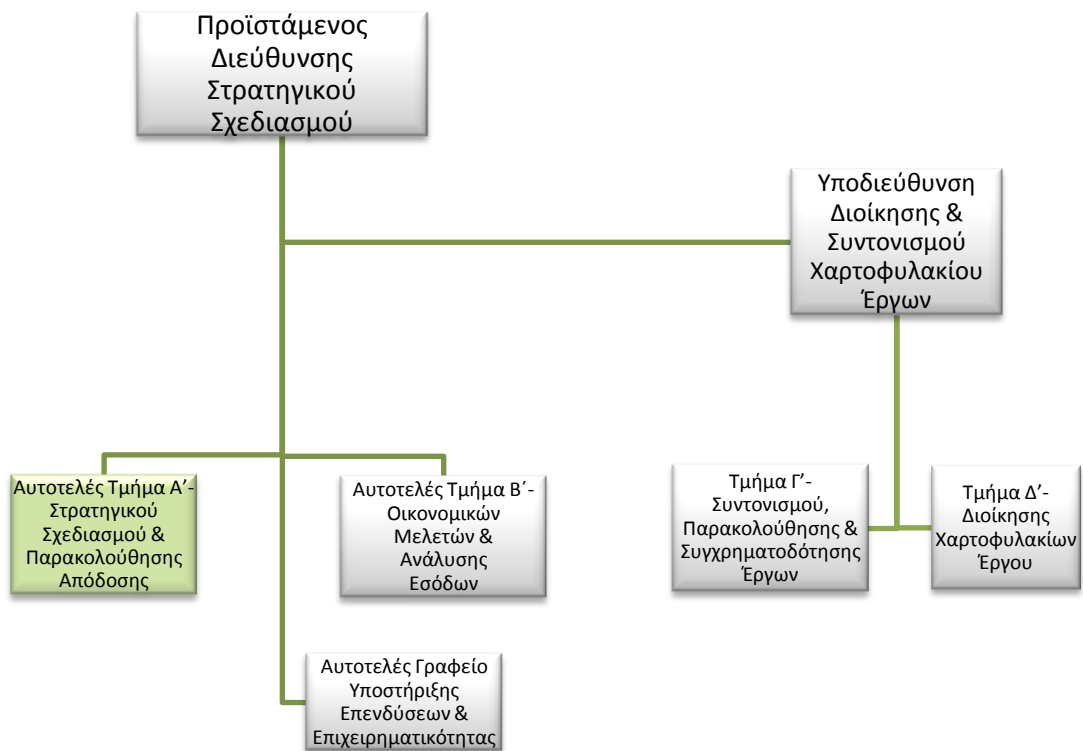 Προϊστάμενος
Διεύθυνσης
Στρατηγικού
Σχεδιασμού
Υποδιεύθυνση
Διοίκησης &
Συντονισμού
Χαρτοφυλακίου
Έργων
Αυτοτελές Τμήμα Α’-
Στρατηγικού
Σχεδιασμού &
Παρακολούθησης
Απόδοσης
Αυτοτελές Τμήμα Β΄-
Οικονομικών
Μελετών &
Ανάλυσης
Εσόδων
Τμήμα Γ’-
Συντονισμού,
Παρακολούθησης &
Συγχρηματοδότησης
Έργων
Τμήμα Δ’-
Διοίκησης
Χαρτοφυλακίων
Έργου
Αυτοτελές Γραφείο
Υποστήριξης
Επενδύσεων &
Επιχειρηματικότητας